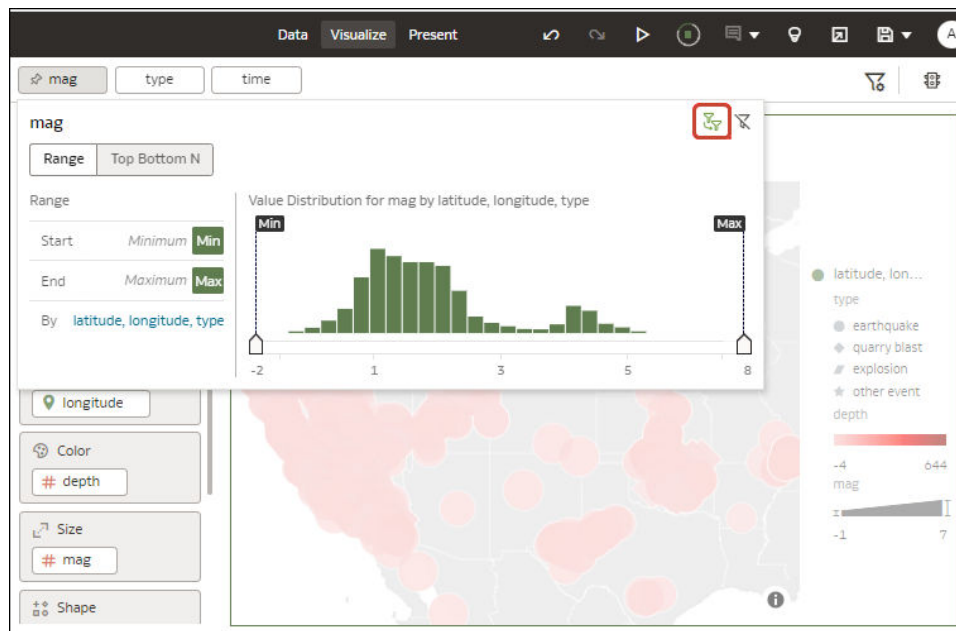 Data Visualize Present A
mag type time
mag
Range Top Bottom N
Range
Value Distribution for mag by latitude, longitude, type
Min Max
Start Minimum Min
End Maximum Max
By latitude, longitude, type
-2 1 3 5 8
longitude
Color
# depth
Size
# mag
Shape
latitude, lon...
type
earthquake
quarry blast
explosion
other event
depth
-4 644
mag
-1 7